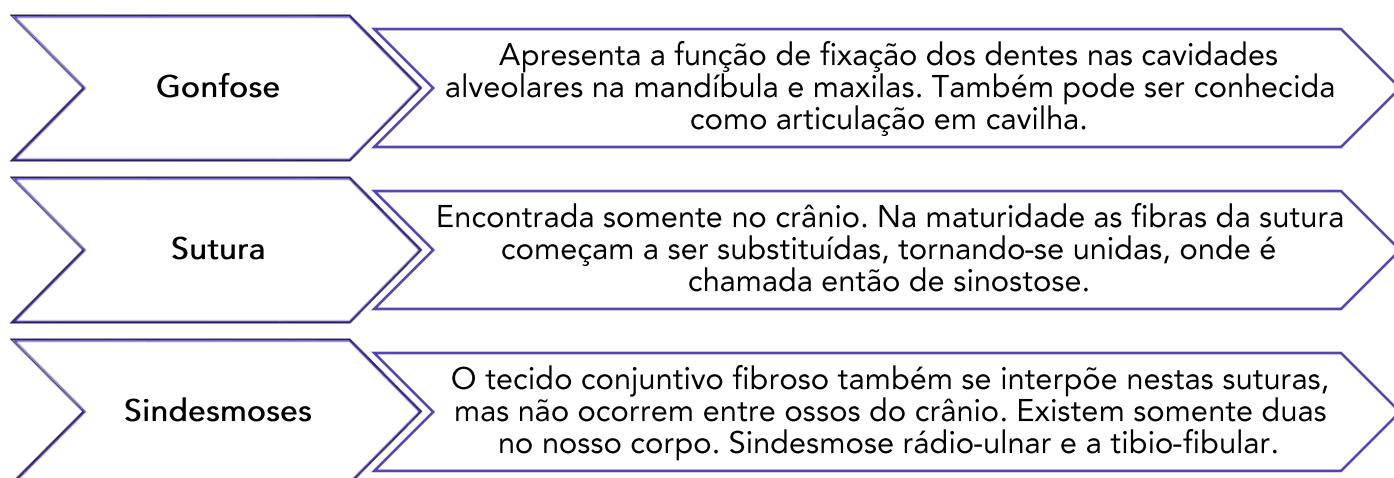 Gonfose
Apresenta a função de fixação dos dentes nas cavidades
alveolares na mandíbula e maxilas. Também pode ser conhecida
como articulação em cavilha.
Sutura
Encontrada somente no crânio. Na maturidade as fibras da sutura
começam a ser substituídas, tornando-se unidas, onde é
chamada então de sinostose.
Sindesmoses
O tecido conjuntivo fibroso também se interpõe nestas suturas,
mas não ocorrem entre ossos do crânio. Existem somente duas
no nosso corpo. Sindesmose rádio-ulnar e a tibio-fibular.